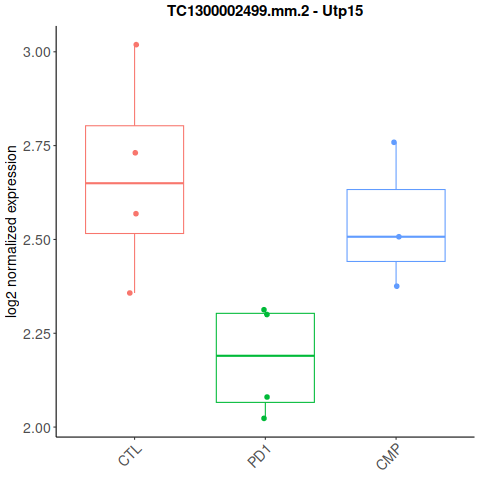 TC1300002499.mm.2 - Utp15
log2 normalized expression
3.00
2.75
2.50
2.25
2.00
CTL
PD1
CMP